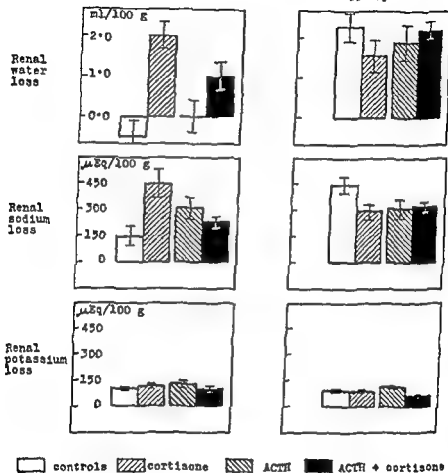 ml/100 g
Renal
water
loss
2·0
1·0
0·0
µEq/100 g
Renal
sodium
loss
450
300
150
0
µEq/100 g
Renal
potassium
loss
450
300
150
0
controls
cortisone
ACTH
ACTH + cortisone